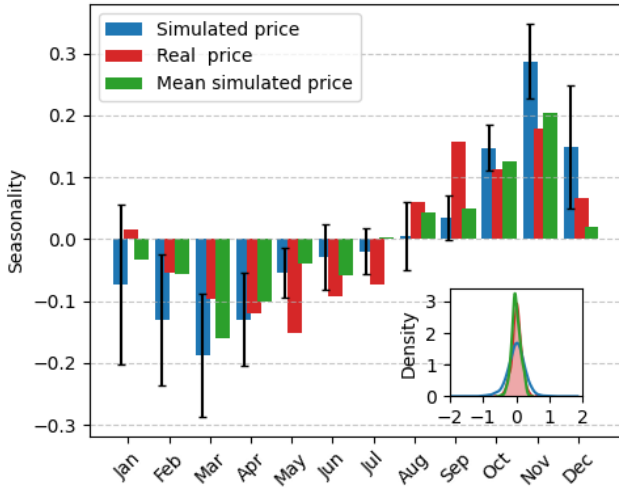 Simulated price
Real  price
Mean simulated price
Seasonality
0.3
0.2
0.1
0.0
−0.1
−0.2
−0.3
Jan Feb Mar Apr May Jun Jul Aug Sep Oct Nov Dec
Density
3
2
1
0
−2 −1 0 1 2